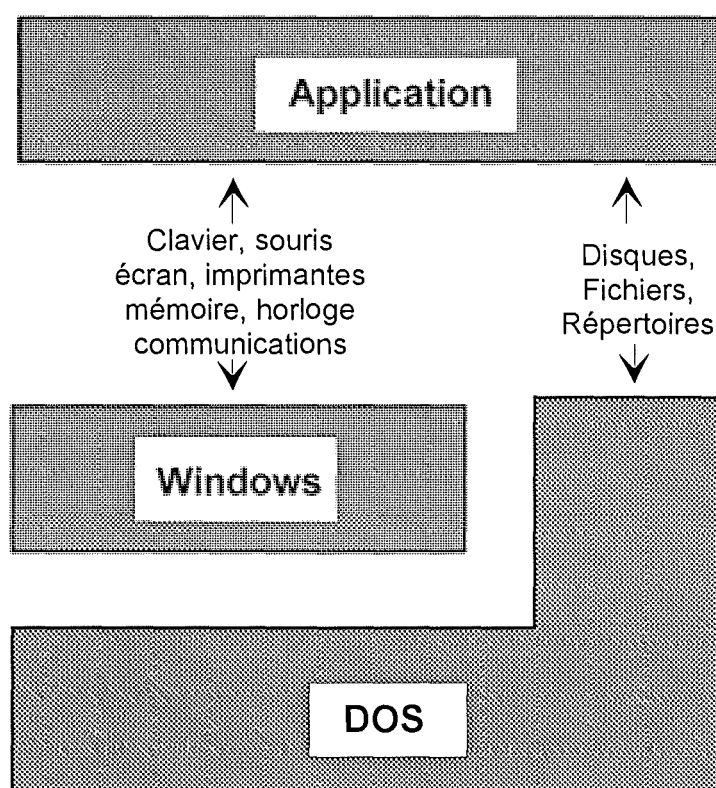 Application
Clavier, souris
écran, imprimantes
mémoire, horloge
communications
Disques,
Fichiers,
Répertoires
Windows
DOS